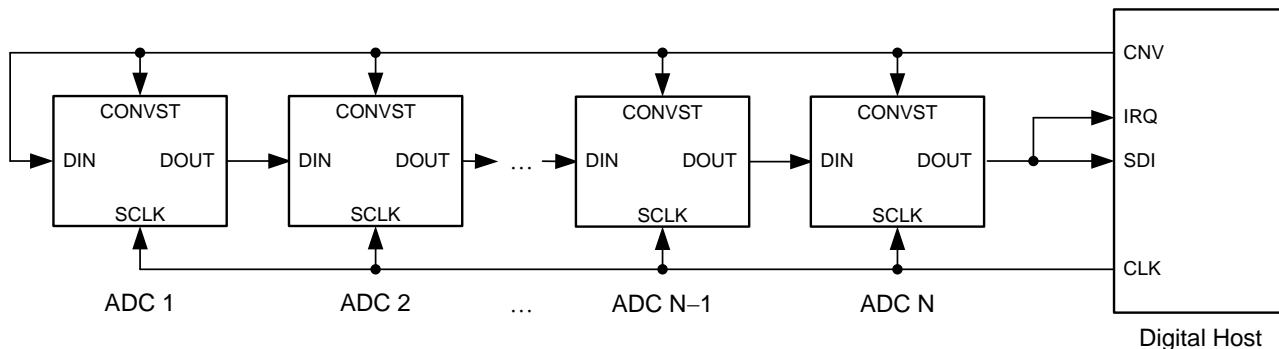 CNV
CONVST CONVST CONVST CONVST
IRQ
DIN DOUT DIN DOUT … DIN DOUT DIN DOUT SDI
SCLK SCLK SCLK SCLK
CLK
ADC 1 ADC 2 … ADC N−1 ADC N
Digital Host